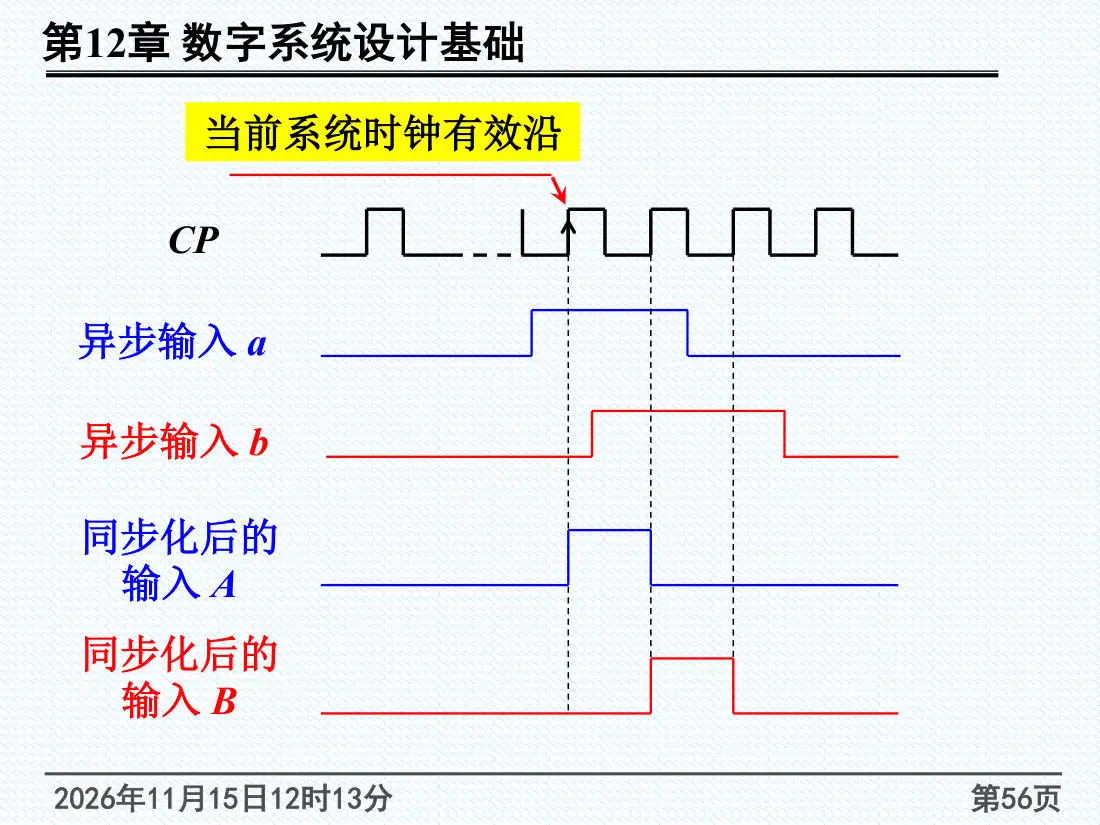 第12章 数字系统设计基础
当前系统时钟有效沿
CP
异步输入 a
异步输入 b
同步化后的
输入 A
同步化后的
输入 B
2026年11月15日12时13分
第56页